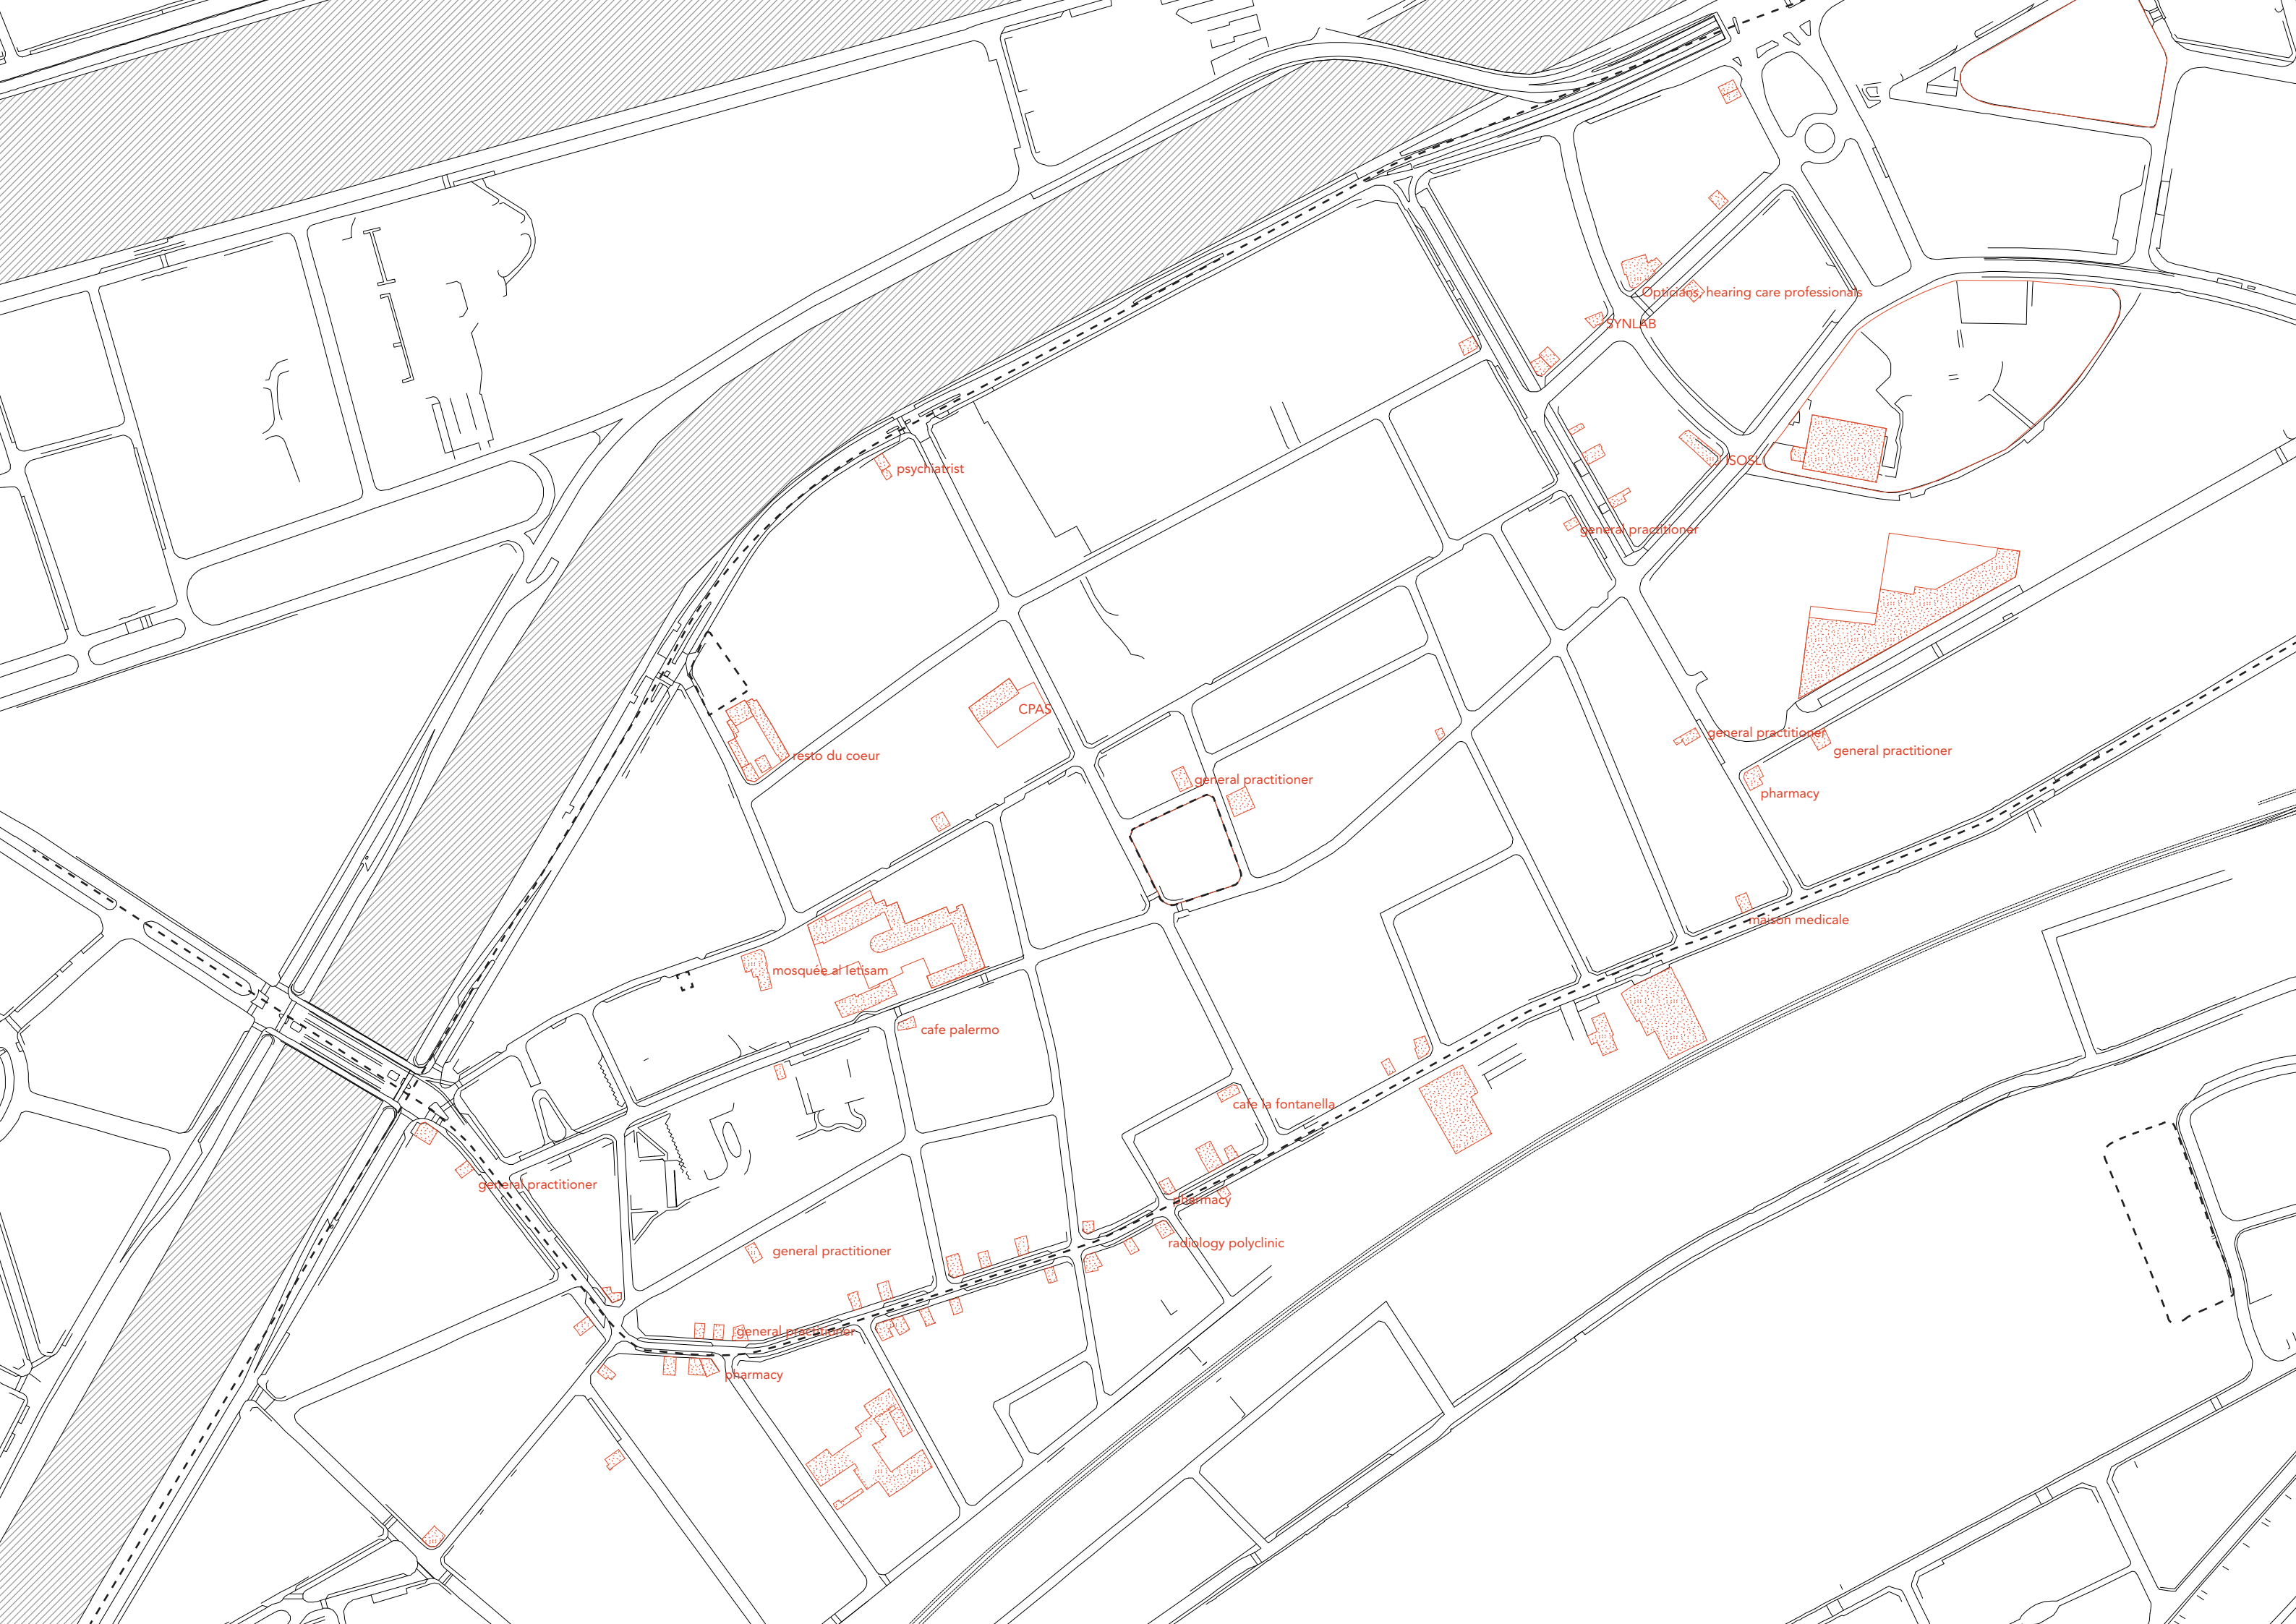 Opticians, hearing care professionals
SYNLAB
ISOSL
psychiatrist
general practitioner
CPAS
resto du coeur
general practitioner
general practitioner
general practitioner
pharmacy
maison medicale
mosquée al Ietisam
cafe palermo
cafe la fontanella
general practitioner
pharmacy
radiology polyclinic
general practitioner
general practitioner
pharmacy